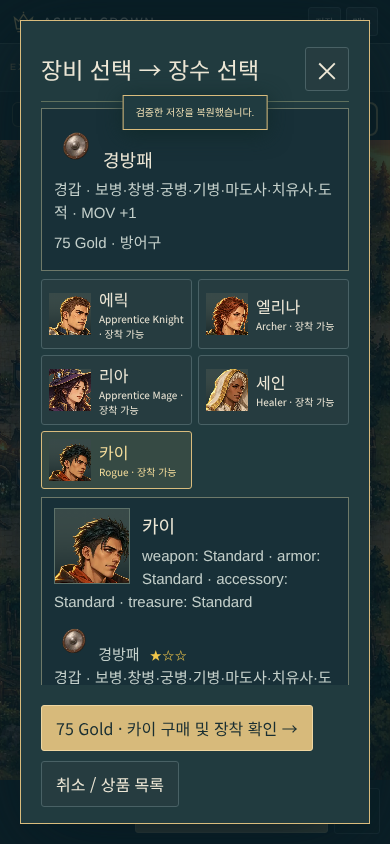 장비 선택 → 장수 선택
검증한 저장을 복원했습니다.
경방패
경갑 · 보병·창병·궁병·기병·마도사·치유사·도
적 · MOV +1
75 Gold · 방어구
에릭
Apprentice Knight
· 장착 가능
엘리나
Archer · 장착 가능
리아
Apprentice Mage ·
장착 가능
세인
Healer · 장착 가능
카이
Rogue · 장착 가능
카이
weapon: Standard · armor:
Standard · accessory:
Standard · treasure: Standard
경방패 ★☆☆
경갑 · 보병·창병·궁병·기병·마도사·치유사·도
75 Gold · 카이 구매 및 장착 확인 →
취소 / 상품 목록